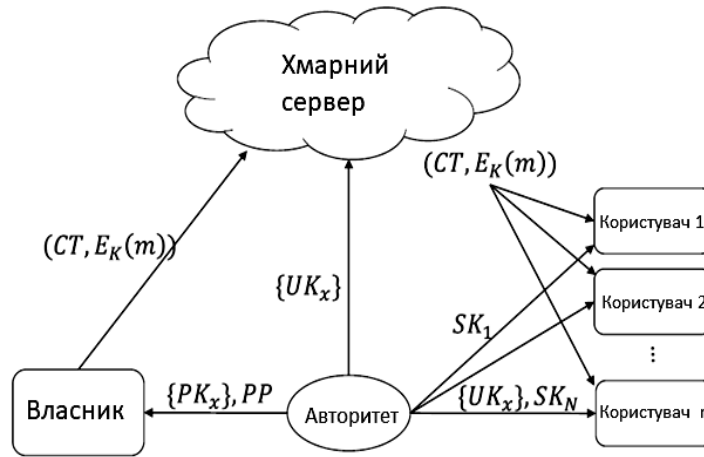 Хмарний
сервер
(CT, E_K(m))
Користувач 1
(CT, E_K(m))
{UK_x}
Користувач 2
SK_1
⋮
Власник
{PK_x}, PP
Авторитет
{UK_x}, SK_N
Користувач